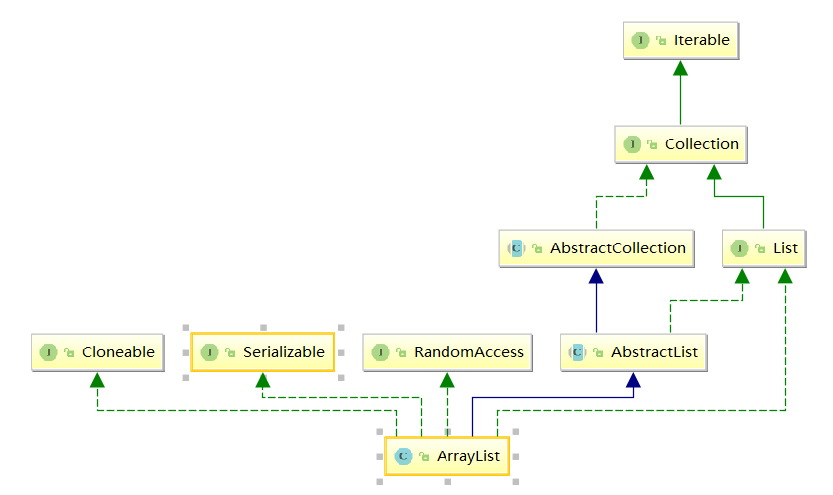 I Iterable
I Collection
C AbstractCollection
I List
I Cloneable
I Serializable
I RandomAccess
C AbstractList
C ArrayList